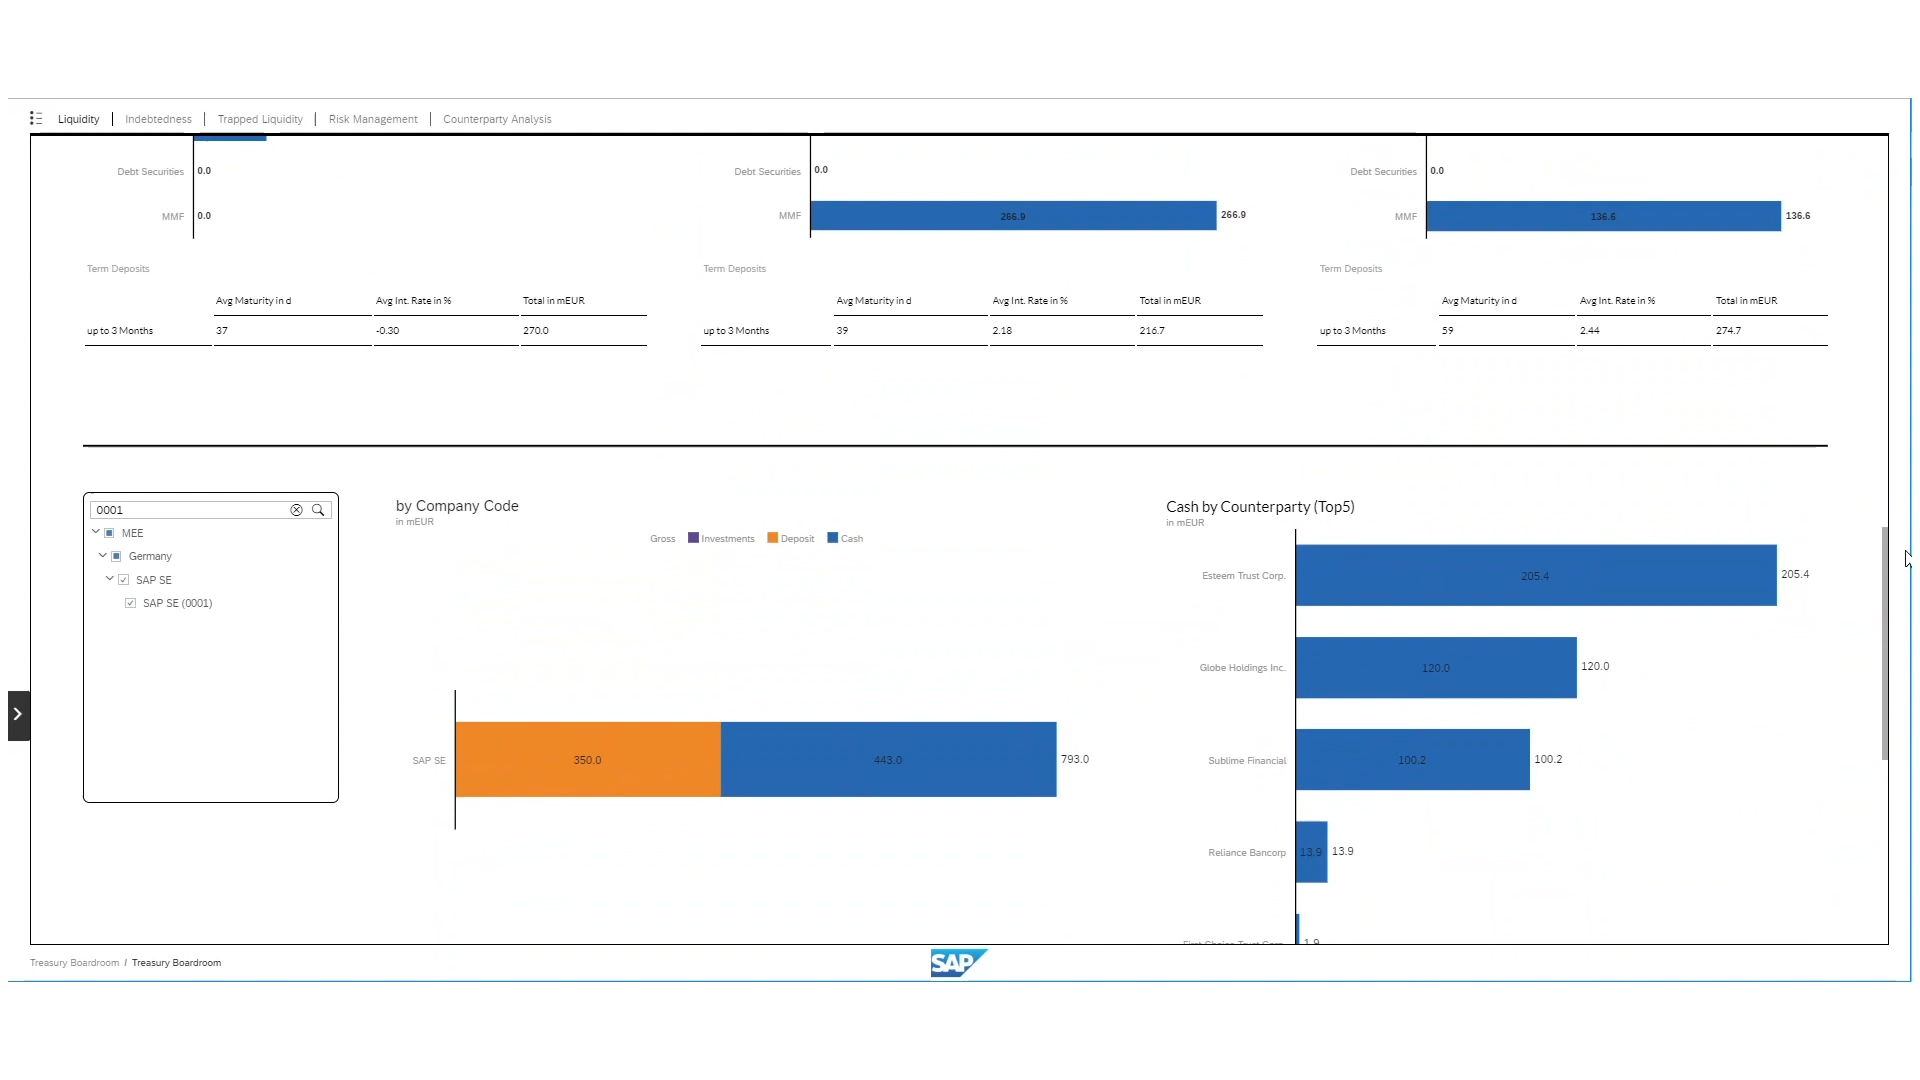 Liquidity | Indebtedness | Trapped Liquidity | Risk Management | Counterparty Analysis
Debt Securities 0.0
MMF 0.0
Debt Securities 0.0
MMF 266.9 266.9
Debt Securities 0.0
MMF 136.6 136.6
Term Deposits
Avg Maturity in d Avg Int. Rate in % Total in mEUR
up to 3 Months 37 -0.30 270.0
Term Deposits
Avg Maturity in d Avg Int. Rate in % Total in mEUR
up to 3 Months 39 2.18 216.7
Term Deposits
Avg Maturity in d Avg Int. Rate in % Total in mEUR
up to 3 Months 59 2.44 274.7
0001
MEE
Germany
SAP SE
SAP SE (0001)
by Company Code
in mEUR
Gross Investments Deposit Cash
SAP SE 350.0 443.0 793.0
Cash by Counterparty (Top5)
in mEUR
Esteem Trust Corp. 205.4 205.4
Globe Holdings Inc. 120.0 120.0
Sublime Financial 100.2 100.2
Reliance Bancorp 13.9 13.9
First Choice Trust Corp. 1.9
Treasury Boardroom / Treasury Boardroom
SAP